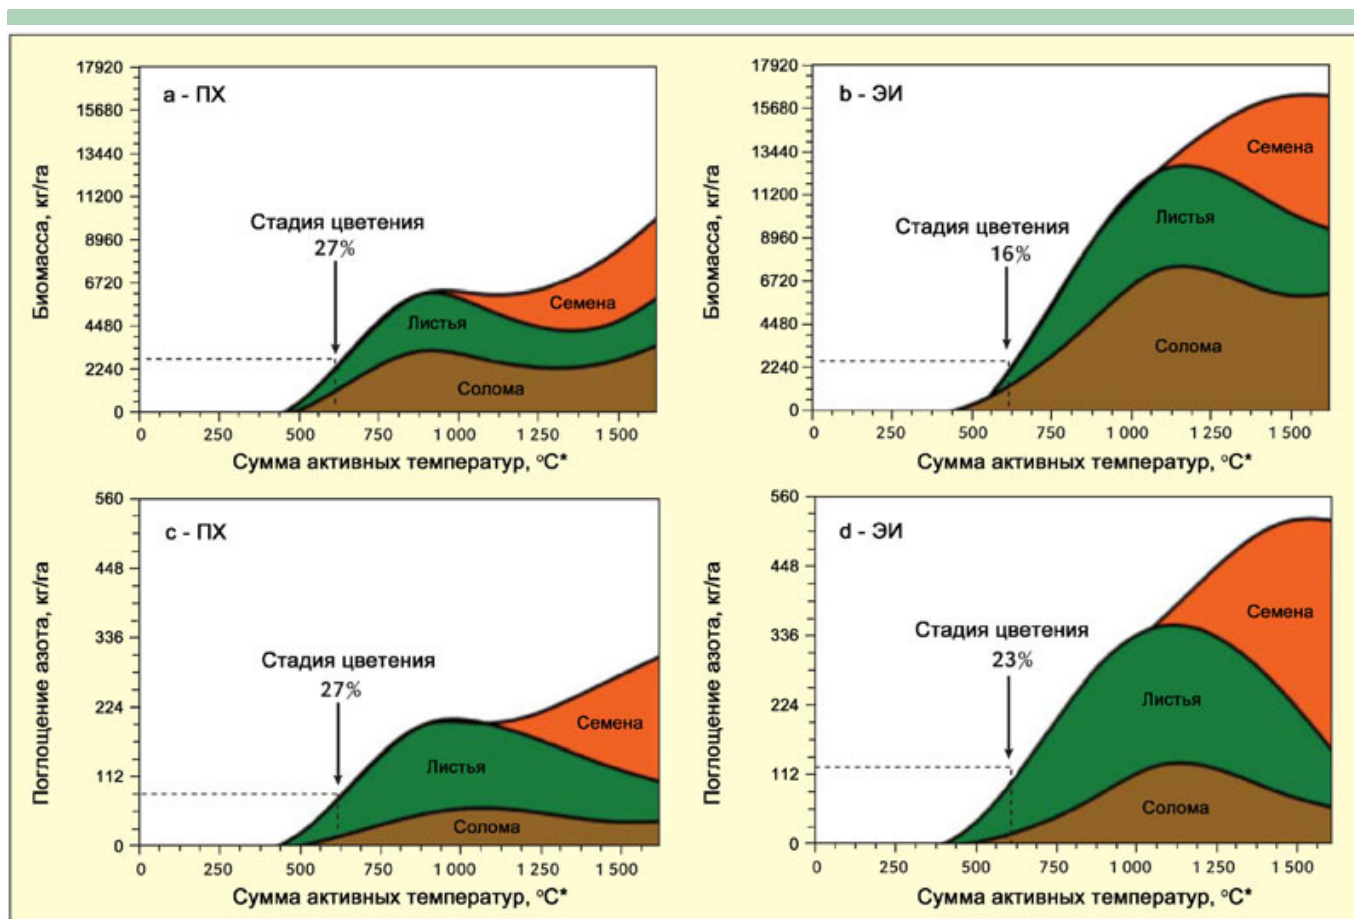 a - ПХ
Биомасса, кг/га
17920
15680
13440
11200
8960
6720
4480
2240
0
Стадия цветения
27%
Листья
Семена
Солома
0 250 500 750 1 000 1 250 1 500
Сумма активных температур, °C*
b - ЭИ
Биомасса, кг/га
17920
15680
13440
11200
8960
6720
4480
2240
0
Стадия цветения
16%
Семена
Листья
Солома
0 250 500 750 1 000 1 250 1 500
Сумма активных температур, °C*
c - ПХ
Поглощение азота, кг/га
560
448
336
224
112
0
Стадия цветения
27%
Семена
Листья
Солома
0 250 500 750 1 000 1 250 1 500
Сумма активных температур, °C*
d - ЭИ
Поглощение азота, кг/га
560
448
336
224
112
0
Стадия цветения
23%
Семена
Листья
Солома
0 250 500 750 1 000 1 250 1 500
Сумма активных температур, °C*